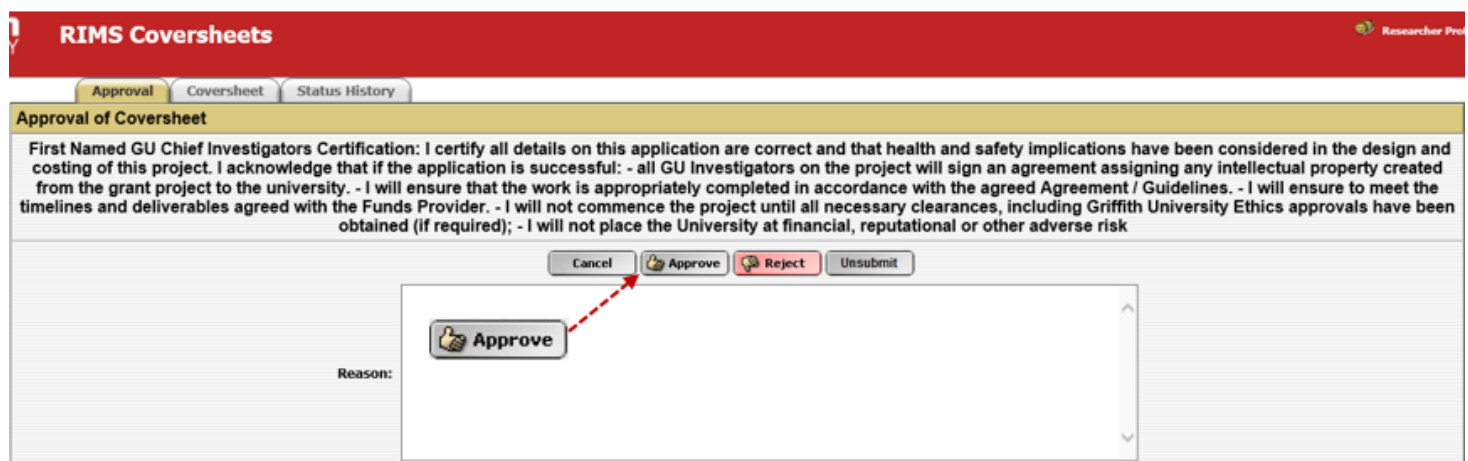 RIMS Coversheets
Researcher
Approval Coversheet Status History
Approval of Coversheet
First Named GU Chief Investigators Certification: I certify all details on this application are correct and that health and safety implications have been considered in the design and
costing of this project. I acknowledge that if the application is successful: - all GU Investigators on the project will sign an agreement assigning any intellectual property created
from the grant project to the university. - I will ensure that the work is appropriately completed in accordance with the agreed Agreement / Guidelines. - I will ensure to meet the
timelines and deliverables agreed with the Funds Provider. - I will not commence the project until all necessary clearances, including Griffith University Ethics approvals have been
obtained (if required); - I will not place the University at financial, reputational or other adverse risk
Cancel Approve Reject Unsubmit
Approve
Reason: